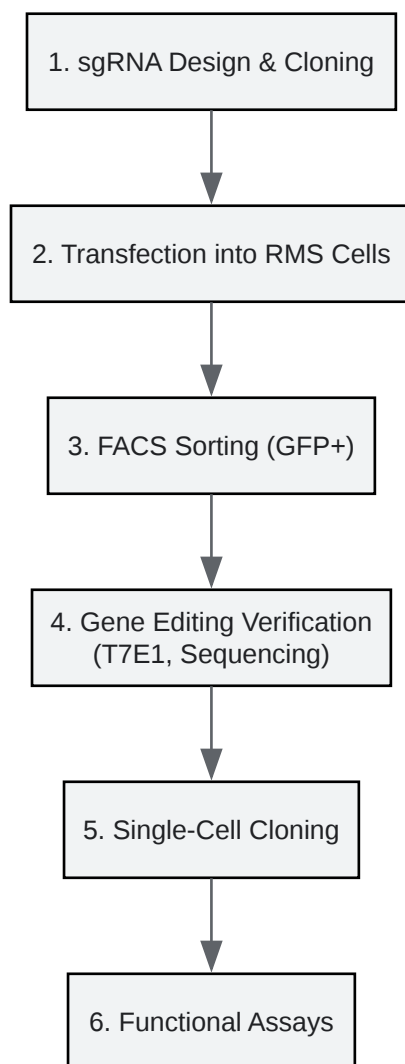 1. sgRNA Design & Cloning
2. Transfection into RMS Cells
3. FACS Sorting (GFP+)
4. Gene Editing Verification
(T7E1, Sequencing)
5. Single-Cell Cloning
6. Functional Assays